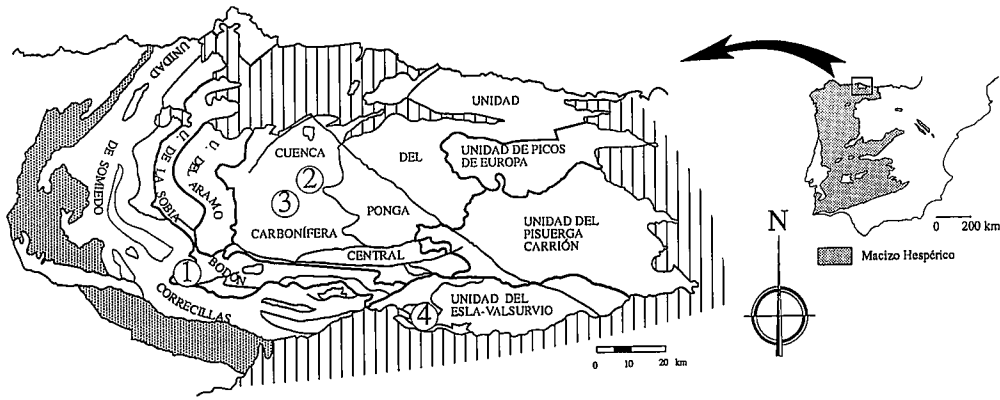 UNIDAD
DE SOMIEDO
U. DE LA SOBIA
U. DEL ARAMO
CUENCA
CARBONÍFERA
CENTRAL
2
3
1
4
UNIDAD
DEL
PONGA
UNIDAD DE PICOS
DE EUROPA
UNIDAD DEL
PISUERGA
CARRIÓN
BODÓN
CORRECILLAS
UNIDAD DEL
ESLA-VALSURVIO
0 10 20 km
N
0 200 km
Macizo Hespérico